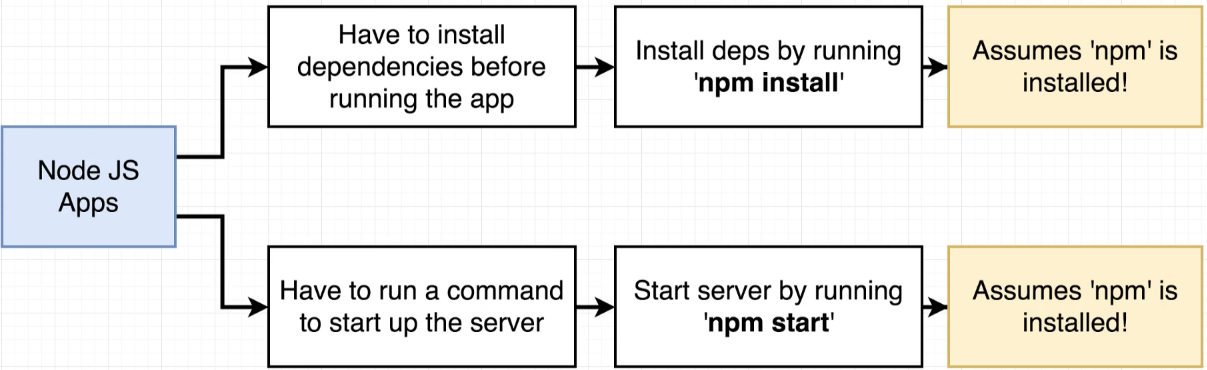 Have to install
dependencies before
running the app
Install deps by running
'npm install'
Assumes 'npm' is
installed!
Node JS
Apps
Have to run a command
to start up the server
Start server by running
'npm start'
Assumes 'npm' is
installed!